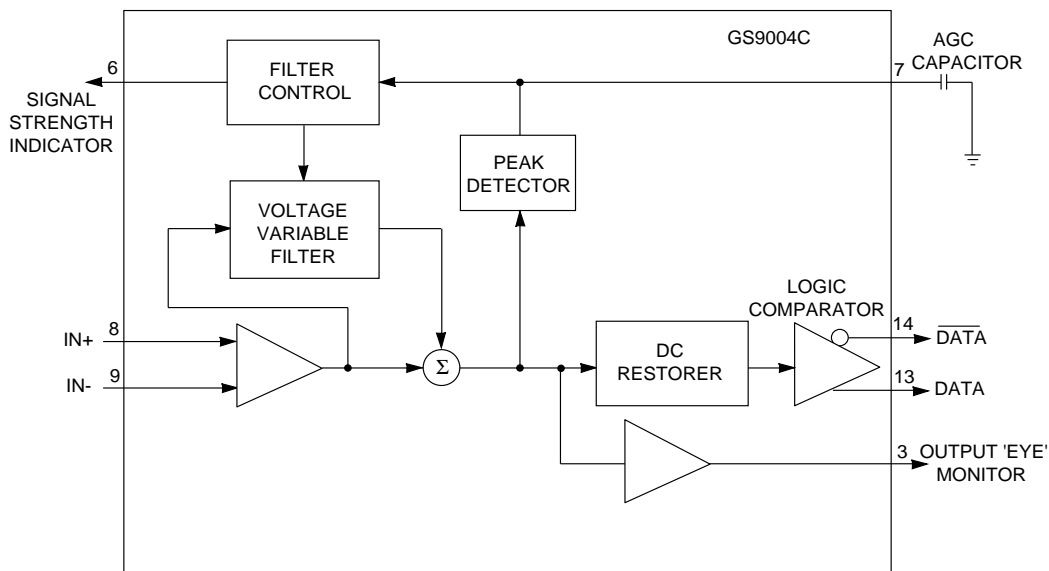 GS9004C
AGC
CAPACITOR
6
FILTER
CONTROL
7
SIGNAL
STRENGTH
INDICATOR
PEAK
DETECTOR
VOLTAGE
VARIABLE
FILTER
LOGIC
COMPARATOR
IN+
8
14
DATA
DC
RESTORER
Σ
IN-
9
13
DATA
3
OUTPUT 'EYE'
MONITOR